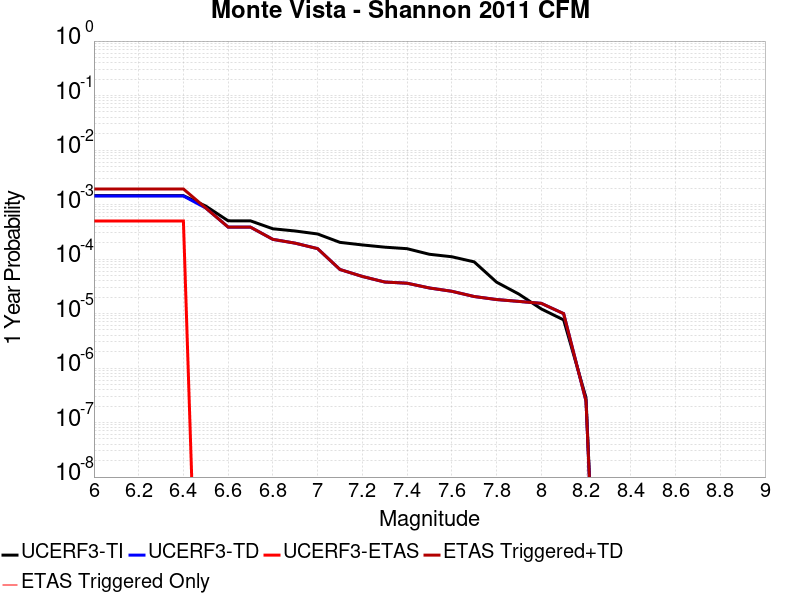 Monte Vista - Shannon 2011 CFM
10^0
10^-1
10^-2
10^-3
10^-4
10^-5
10^-6
10^-7
10^-8
1 Year Probability
6 6.2 6.4 6.6 6.8 7 7.2 7.4 7.6 7.8 8 8.2 8.4 8.6 8.8 9
Magnitude
UCERF3-TI UCERF3-TD UCERF3-ETAS ETAS Triggered+TD
ETAS Triggered Only